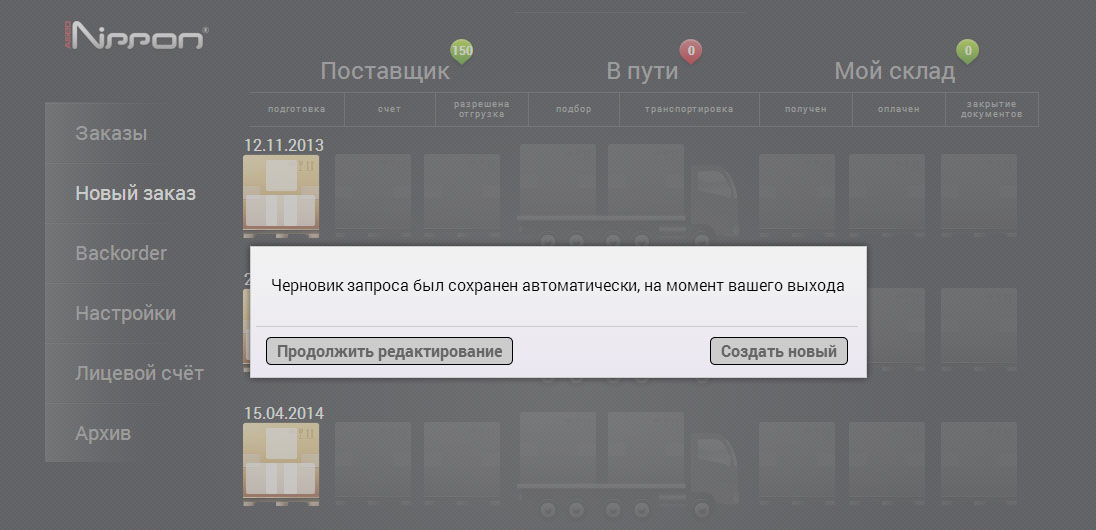 ASEED
Nippon®
Поставщик 150
В пути 0
Мой склад 0
подготовка
счет
разрешена
отгрузка
подбор
транспортировка
получен
оплачен
закрытие
документов
Заказы
Новый заказ
Backorder
Настройки
Лицевой счёт
Архив
12.11.2013
Черновик запроса был сохранен автоматически, на момент вашего выхода
Продолжить редактирование
Создать новый
15.04.2014